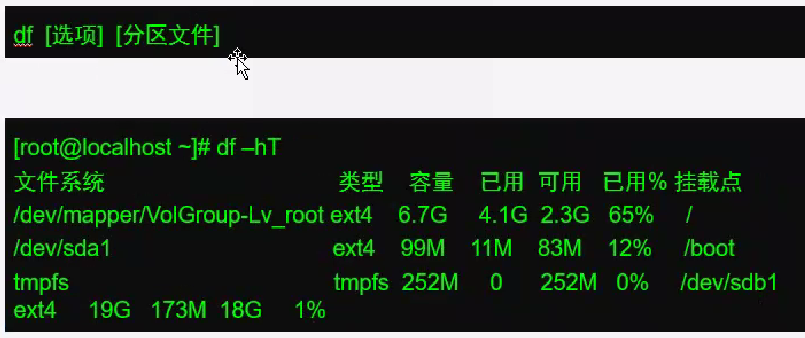 df [选项] [分区文件]
[root@localhost ~]# df –hT
文件系统 类型 容量 已用 可用 已用% 挂载点
/dev/mapper/VolGroup-Lv_root ext4 6.7G 4.1G 2.3G 65% /
/dev/sda1 ext4 99M 11M 83M 12% /boot
tmpfs tmpfs 252M 0 252M 0% /dev/sdb1
ext4 19G 173M 18G 1%